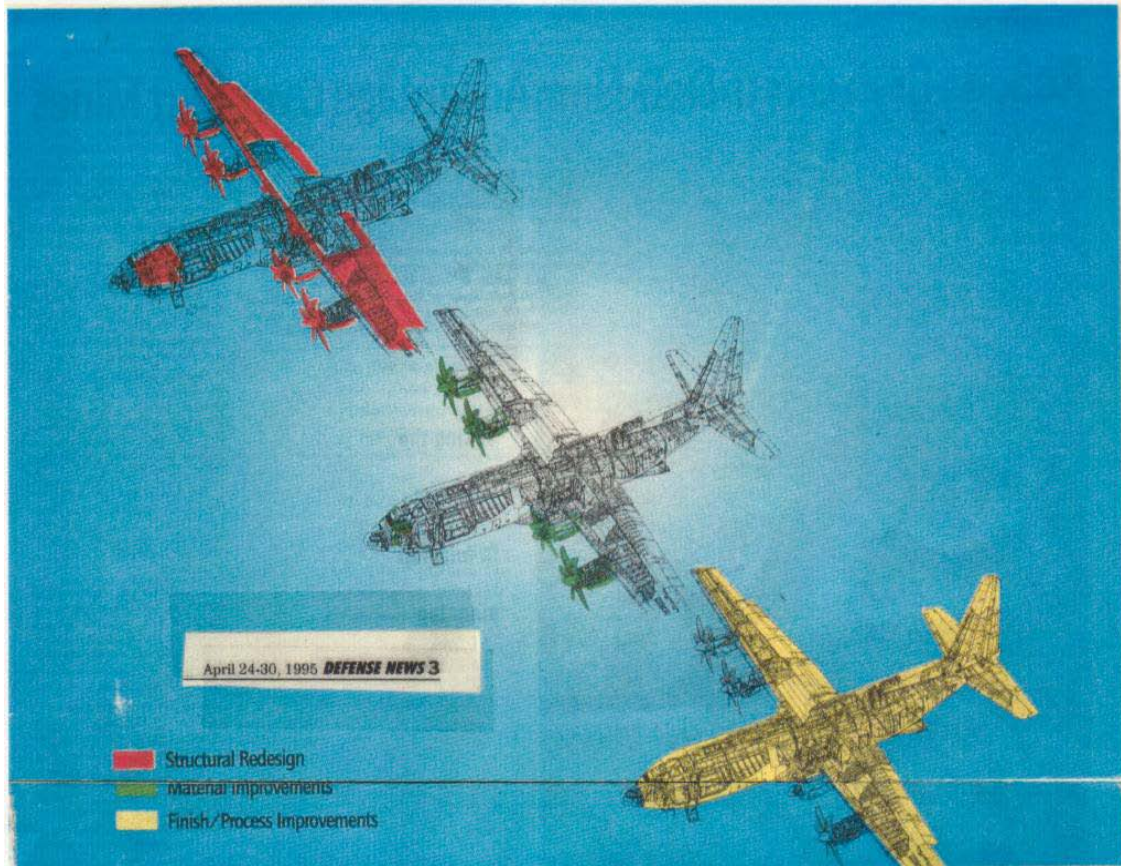 April 24-30, 1995 DEFENSE NEWS 3
Structural Redesign
Material Improvements
Finish/Process Improvements